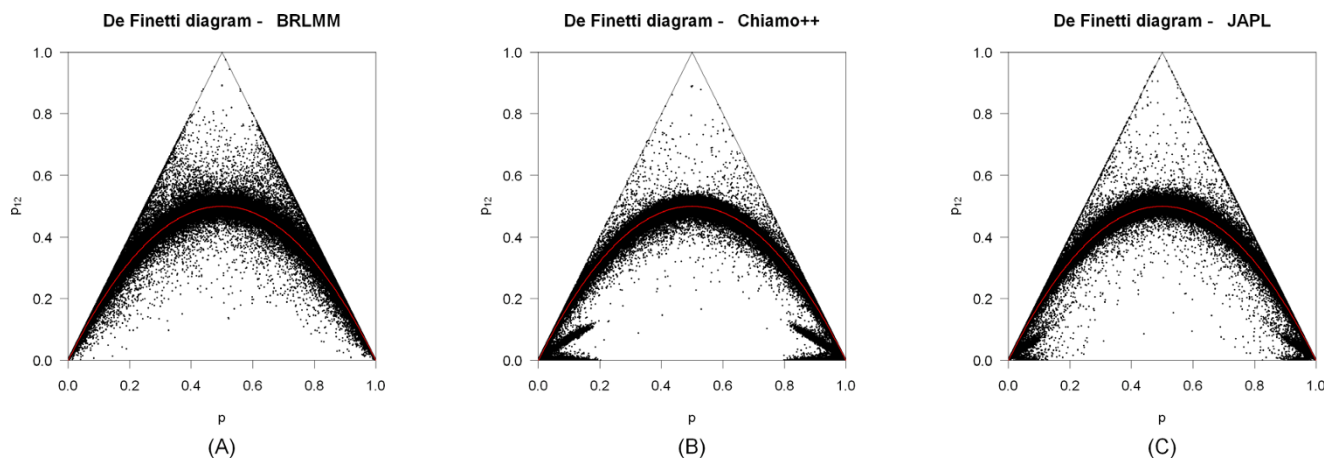 De Finetti diagram - BRLMM
1.0
0.8
0.6
0.4
0.2
0.0
p12
0.0 0.2 0.4 0.6 0.8 1.0
p
(A)
De Finetti diagram - Chiamo++
1.0
0.8
0.6
0.4
0.2
0.0
p12
0.0 0.2 0.4 0.6 0.8 1.0
p
(B)
De Finetti diagram - JAPL
1.0
0.8
0.6
0.4
0.2
0.0
p12
0.0 0.2 0.4 0.6 0.8 1.0
p
(C)